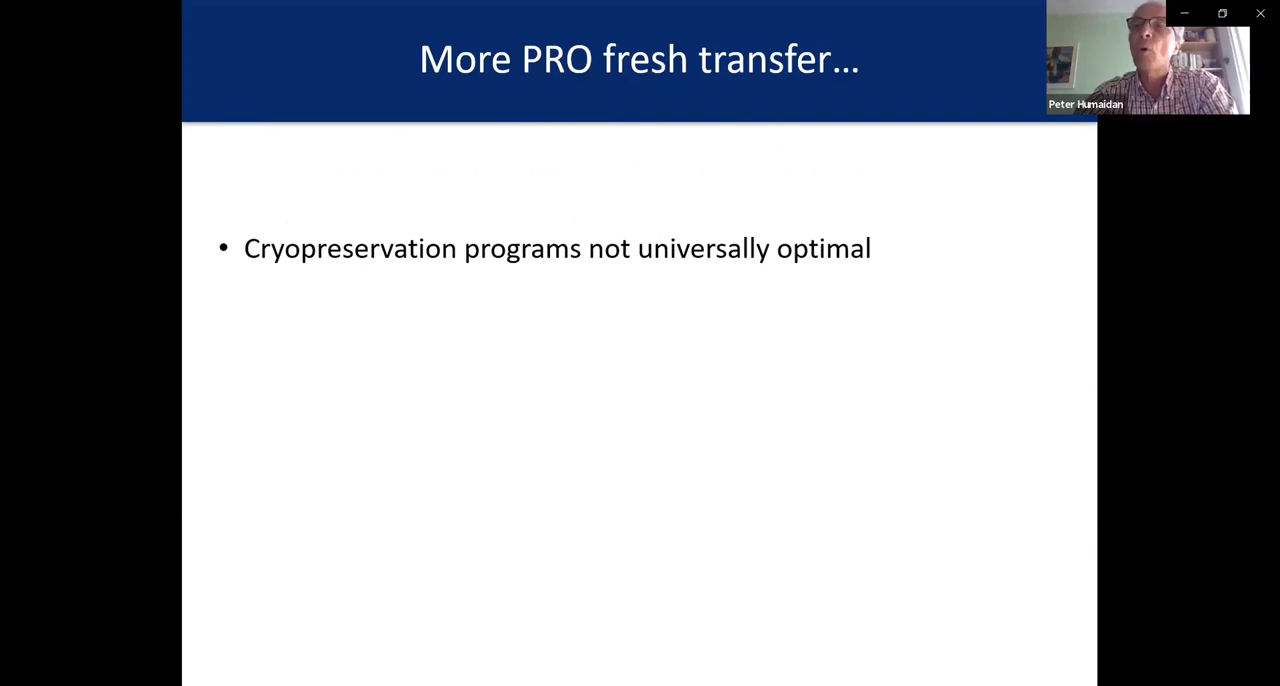 More PRO fresh transfer...
Peter Humaidan
• Cryopreservation programs not universally optimal